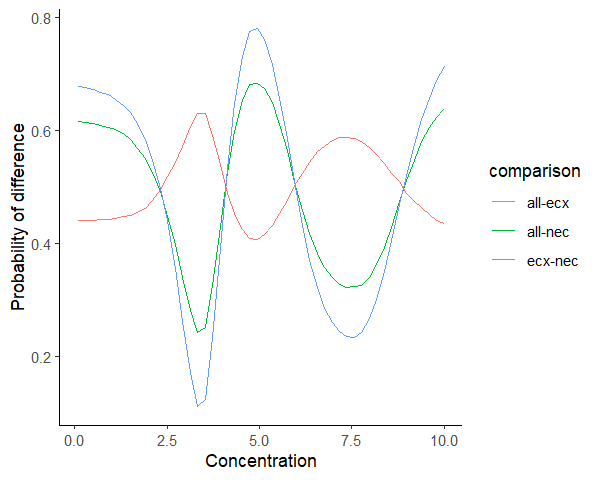 0.8
0.6
0.4
0.2
Probability of difference
0.0
2.5
5.0
7.5
10.0
Concentration
comparison
all-ecx
all-nec
ecx-nec